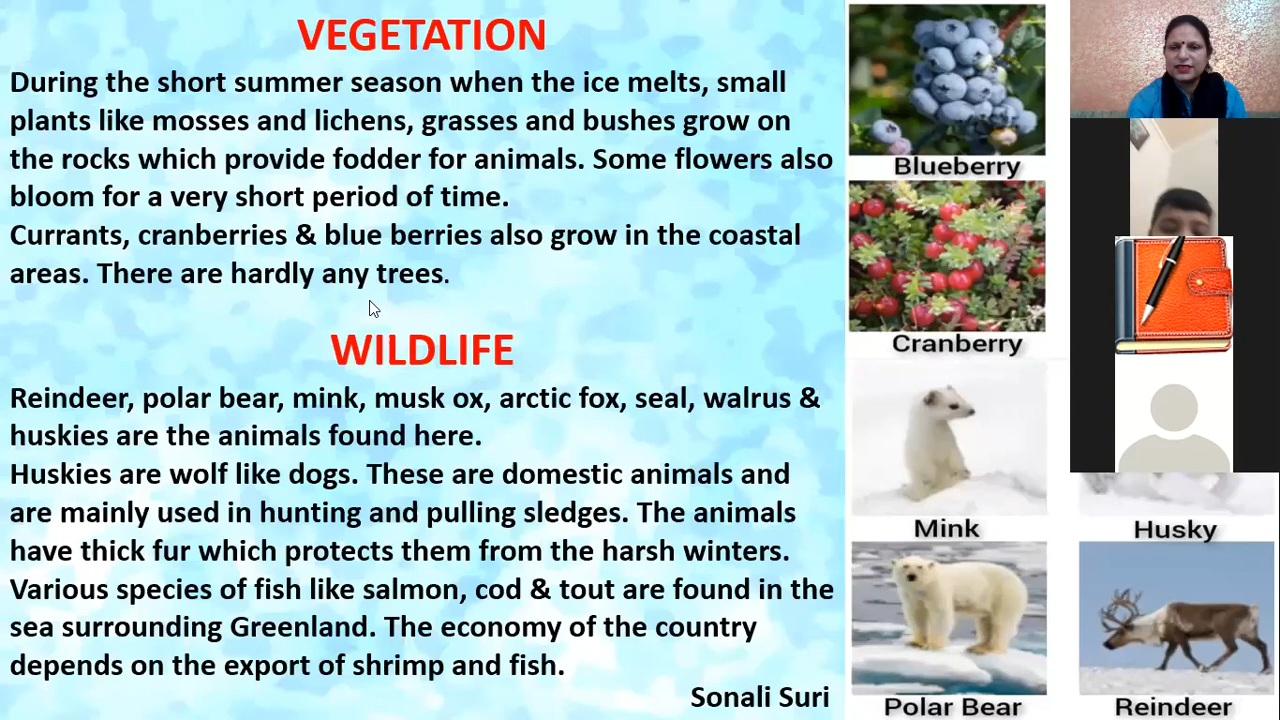 VEGETATION
During the short summer season when the ice melts, small
plants like mosses and lichens, grasses and bushes grow on
the rocks which provide fodder for animals. Some flowers also
bloom for a very short period of time.
Currants, cranberries & blue berries also grow in the coastal
areas. There are hardly any trees.
WILDLIFE
Reindeer, polar bear, mink, musk ox, arctic fox, seal, walrus &
huskies are the animals found here.
Huskies are wolf like dogs. These are domestic animals and
are mainly used in hunting and pulling sledges. The animals
have thick fur which protects them from the harsh winters.
Various species of fish like salmon, cod & tout are found in the
sea surrounding Greenland. The economy of the country
depends on the export of shrimp and fish.
Sonali Suri
Blueberry
Cranberry
Mink
Husky
Polar Bear
Reindeer